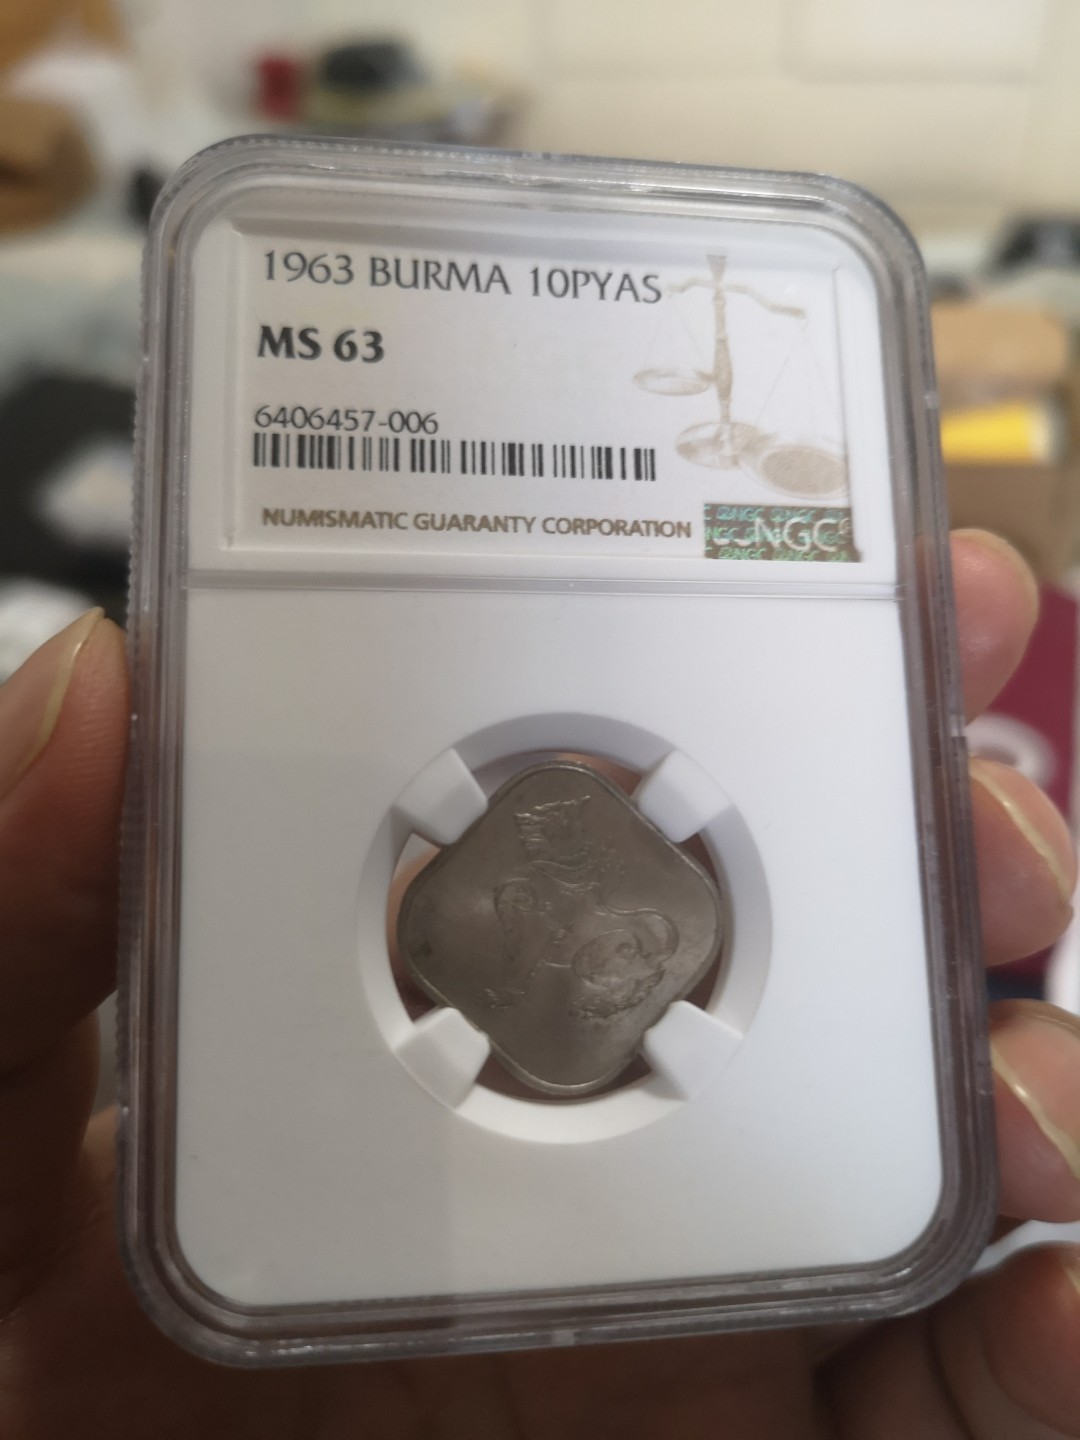 1963 BURMA 10PYAS
MS 63
6406457-006
NUMISMATIC GUARANTY CORPORATION
NGC